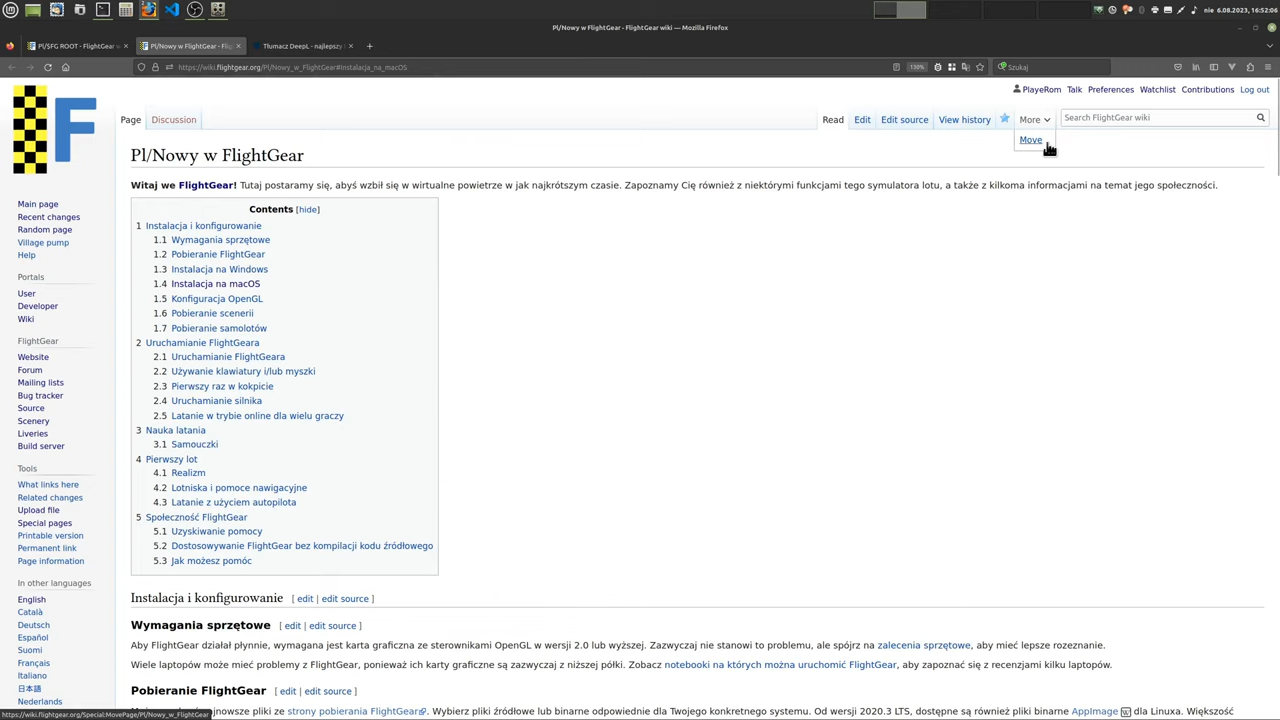 nie 6.08.2023, 16:52:06
Pl/Nowy w FlightGear - FlightGear wiki — Mozilla Firefox
Pl/SFG ROOT - FlightGear w
Pl/Nowy w FlightGear - Flig
Tłumacz DeepL - najlepszy
https://wiki.flightgear.org/Pl/Nowy_w_FlightGear#Instalacja_na_macOS
130%
Szukaj
PlayeRom Talk Preferences Watchlist Contributions Log out
Page Discussion Read Edit Edit source View history More Search FlightGear wiki
Move
Pl/Nowy w FlightGear
Witaj we FlightGear! Tutaj postaramy się, abyś wzbił się w wirtualne powietrze w jak najkrótszym czasie. Zapoznamy Cię również z niektórymi funkcjami tego symulatora lotu, a także z kilkoma informacjami na temat jego społeczności.
Contents [hide]
1 Instalacja i konfigurowanie
1.1 Wymagania sprzętowe
1.2 Pobieranie FlightGear
1.3 Instalacja na Windows
1.4 Instalacja na macOS
1.5 Konfiguracja OpenGL
1.6 Pobieranie scenerii
1.7 Pobieranie samolotów
2 Uruchamianie FlightGeara
2.1 Uruchamianie FlightGeara
2.2 Używanie klawiatury i/lub myszki
2.3 Pierwszy raz w kokpicie
2.4 Uruchamianie silnika
2.5 Latanie w trybie online dla wielu graczy
3 Nauka latania
3.1 Samouczki
4 Pierwszy lot
4.1 Realizm
4.2 Lotniska i pomoce nawigacyjne
4.3 Latanie z użyciem autopilota
5 Społeczność FlightGear
5.1 Uzyskiwanie pomocy
5.2 Dostosowywanie FlightGear bez kompilacji kodu źródłowego
5.3 Jak możesz pomóc
Instalacja i konfigurowanie [ edit | edit source ]
Wymagania sprzętowe [ edit | edit source ]
Aby FlightGear działał płynnie, wymagana jest karta graficzna ze sterownikami OpenGL w wersji 2.0 lub wyższej. Zazwyczaj nie stanowi to problemu, ale spójrz na zalecenia sprzętowe, aby mieć lepsze rozeznanie.
Wiele laptopów może mieć problemy z FlightGear, ponieważ ich karty graficzne są zazwyczaj z niższej półki. Zobacz notebooki na których można uruchomić FlightGear, aby zapoznać się z recenzjami kilku laptopów.
Pobieranie FlightGear [ edit | edit source ]
najnowsze pliki ze strony pobierania FlightGear. Wybierz pliki źródłowe lub binarne odpowiednie dla Twojego konkretnego systemu. Od wersji 2020.3 LTS, dostępne są również pliki binarne AppImage W dla Linuxa. Większość
Main page
Recent changes
Random page
Village pump
Help
Portals
User
Developer
Wiki
FlightGear
Website
Forum
Mailing lists
Bug tracker
Source
Scenery
Liveries
Build server
Tools
What links here
Related changes
Upload file
Special pages
Printable version
Permanent link
Page information
In other languages
English
Català
Deutsch
Español
Suomi
Français
Italiano
日本語
Nederlands
https://wiki.flightgear.org/Special:MovePage/Pl/Nowy_w_FlightGear